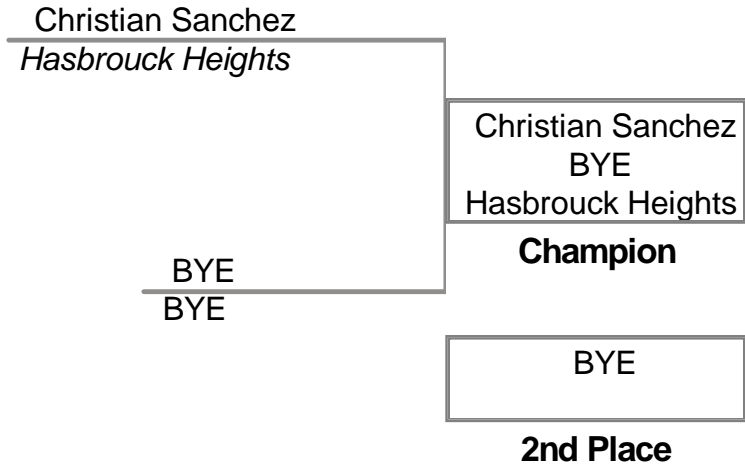 Christian Sanchez
Hasbrouck Heights
Christian Sanchez
BYE
Hasbrouck Heights
Champion
BYE
BYE
BYE
2nd Place